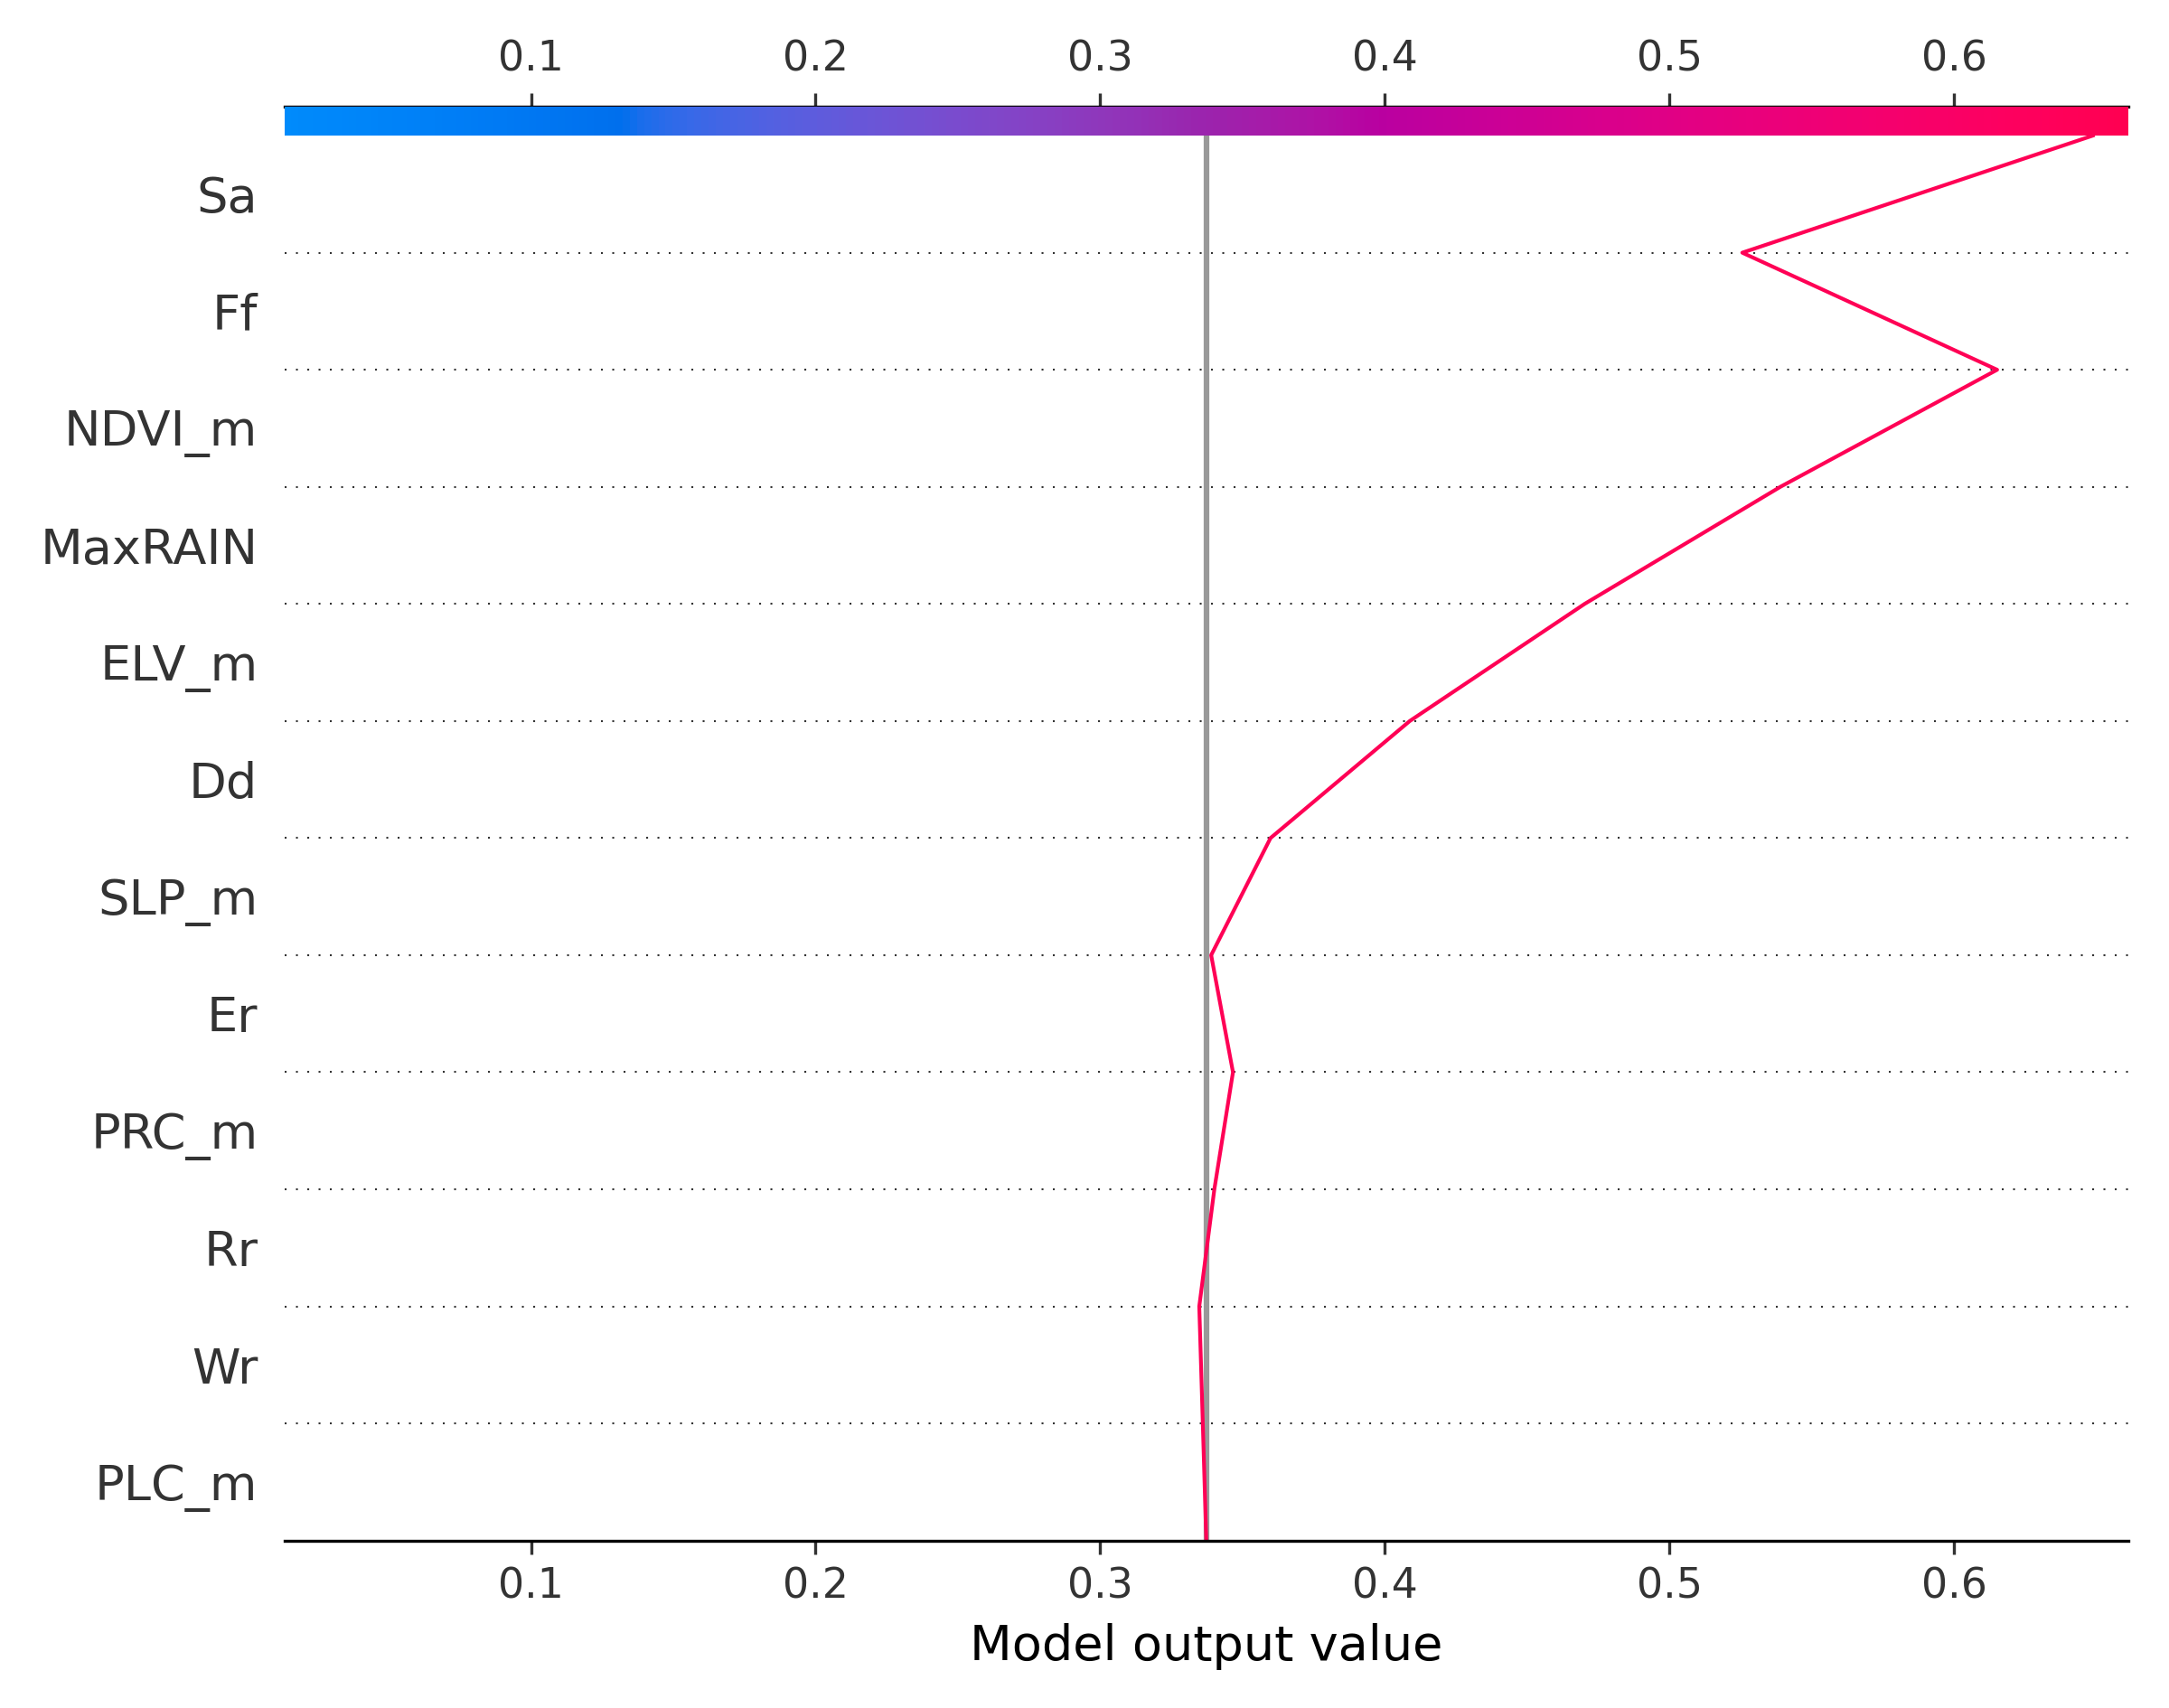 0.1 0.2 0.3 0.4 0.5 0.6
Sa
Ff
NDVI_m
MaxRAIN
ELV_m
Dd
SLP_m
Er
PRC_m
Rr
Wr
PLC_m
0.1 0.2 0.3 0.4 0.5 0.6
Model output value